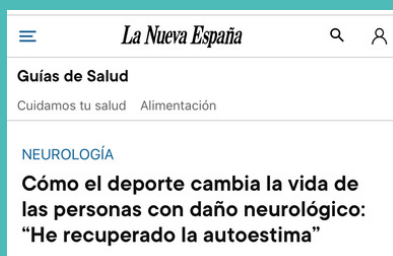 La Nueva España
Guías de Salud
Cuidamos tu salud Alimentación
NEUROLOGÍA
Cómo el deporte cambia la vida de
las personas con daño neurológico:
“He recuperado la autoestima”